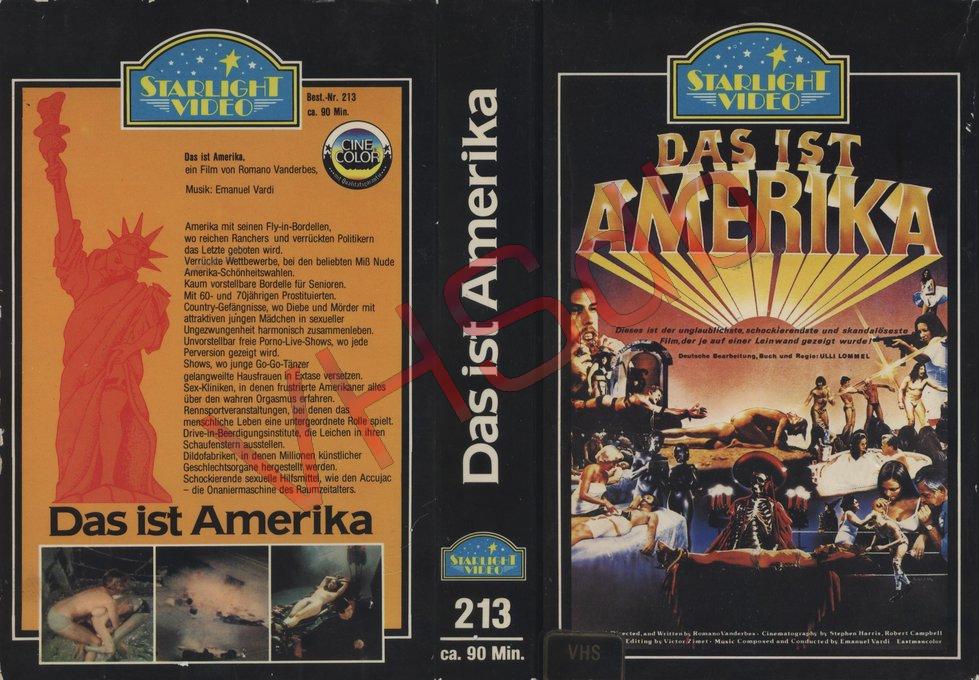 STARLIGHT
VIDEO
Best.-Nr. 213
ca. 90 Min.
CINE
COLOR
Das ist Amerika,
ein Film von Romano Vanderbes,
Musik: Emanuel Vardi
Amerika mit seinen Fly-in-Bordellen,
wo reichen Ranchers und verrückten Politikern
das Letzte geboten wird.
Verrückte Wettbewerbe, bei den beliebten Miß Nude
Amerika-Schönheitswahlen.
Kaum vorstellbare Bordelle für Senioren.
Mit 60- und 70jährigen Prostituierten.
Country-Gefängnisse, wo Diebe und Mörder mit
attraktiven jungen Mädchen in sexueller
Ungezwungenheit harmonisch zusammenleben.
Unvorstellbar freie Porno-Live-Shows, wo jede
Perversion gezeigt wird.
Shows, wo junge Go-Go-Tänzer
gelangweilte Hausfrauen in Extase versetzen.
Sex-Kliniken, in denen frustrierte Amerikaner alles
über den wahren Orgasmus erfahren.
Rennsportveranstaltungen, bei denen das
menschliche Leben eine untergeordnete Rolle spielt.
Drive-in-Beerdigungsinstitute, die Leichen in ihren
Schaufenstern ausstellen.
Dildofabriken, in denen Millionen künstlicher
Geschlechtsorgane hergestellt werden.
Schockierende sexuelle Hilfsmittel, wie den Accujac
– die Onaniermaschine des Raumzeitalters.
Das ist Amerika
Das ist Amerika
STARLIGHT
VIDEO
213
ca. 90 Min.
STARLIGHT
VIDEO
DAS IST
AMERIKA
Dieses ist der unglaublichste, schockierendste und skandalöseste
Film, der je auf einer Leinwand gezeigt wurde!
Deutsche Bearbeitung, Buch und Regie: ULLI LOMMEL
Directed, and Written by Romano Vanderbes - Cinematography by Stephen Harris, Robert Campbell
Editing by Victor Zimet - Music Composed and Conducted by Emanuel Vardi Eastmancolor
VHS